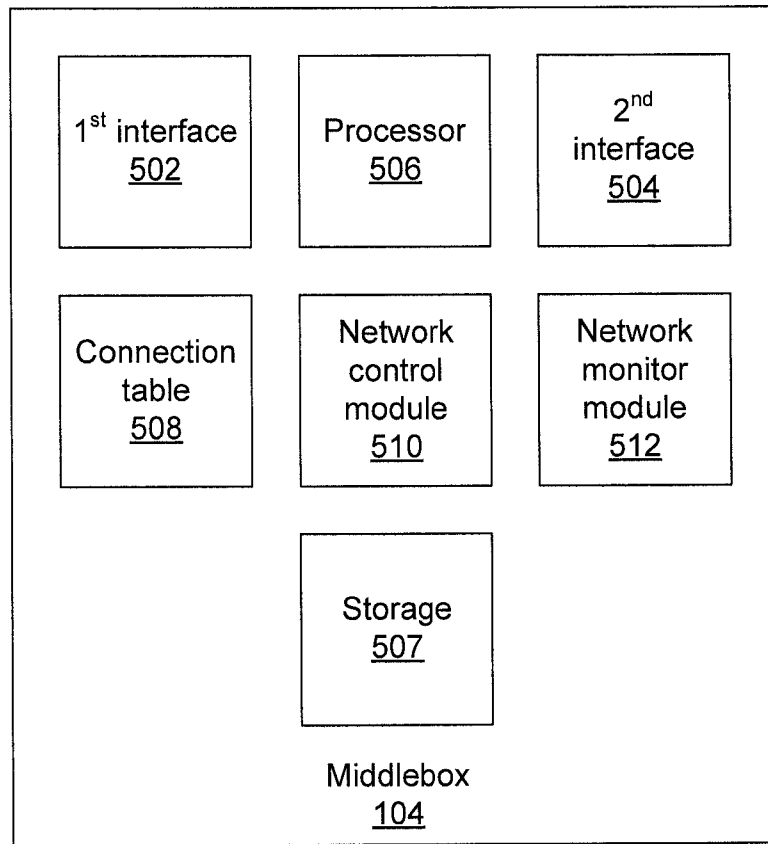 1st interface
502
Processor
506
2nd
interface
504
Connection
table
508
Network
control
module
510
Network
monitor
module
512
Storage
507
Middlebox
104